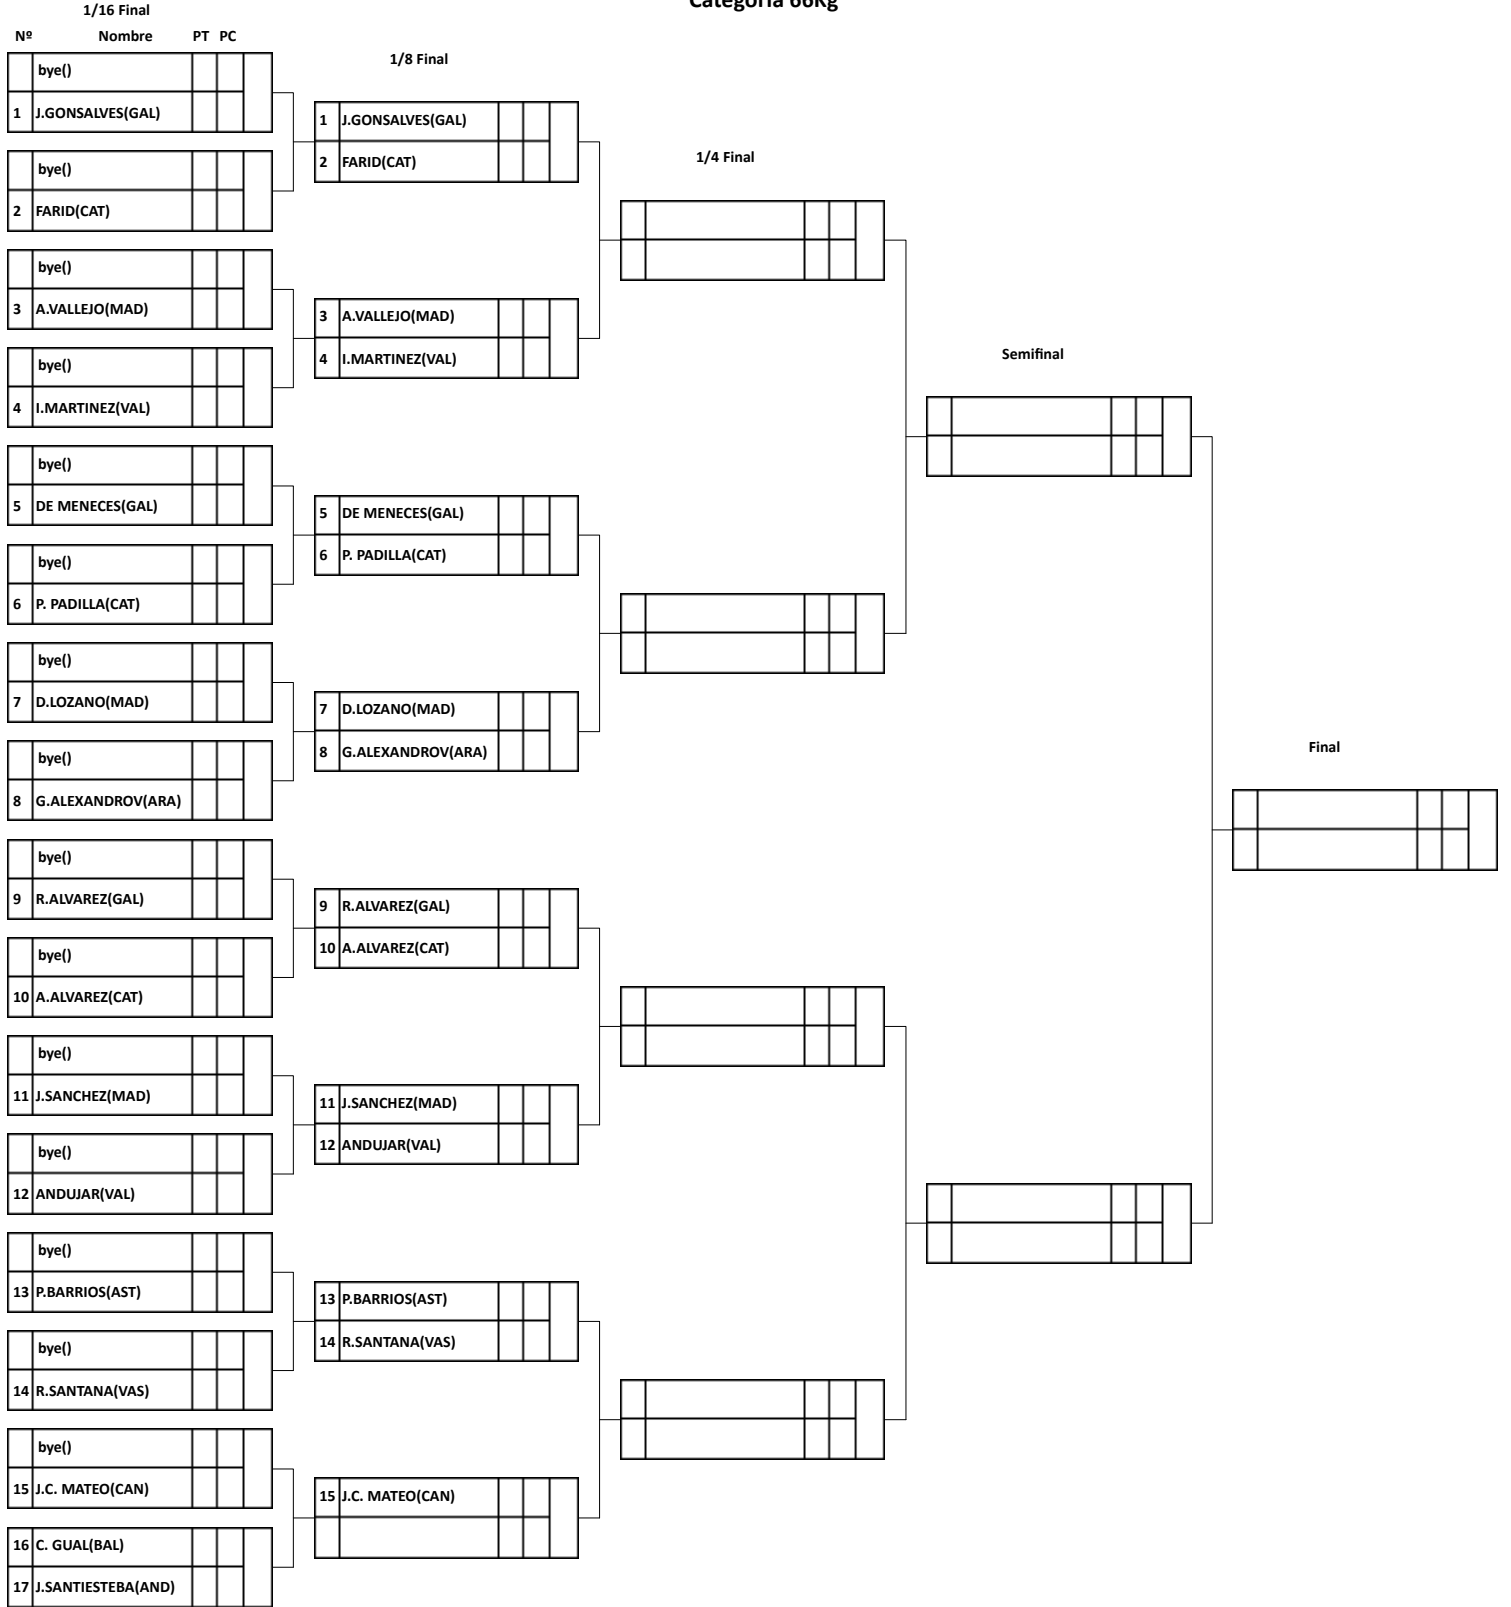 Categoría 66Kg
1/16 Final
Nº Nombre PT PC
bye()
1 J.GONSALVES(GAL)
bye()
2 FARID(CAT)
bye()
3 A.VALLEJO(MAD)
bye()
4 I.MARTINEZ(VAL)
bye()
5 DE MENECES(GAL)
bye()
6 P. PADILLA(CAT)
bye()
7 D.LOZANO(MAD)
bye()
8 G.ALEXANDROV(ARA)
bye()
9 R.ALVAREZ(GAL)
bye()
10 A.ALVAREZ(CAT)
bye()
11 J.SANCHEZ(MAD)
bye()
12 ANDUJAR(VAL)
bye()
13 P.BARRIOS(AST)
bye()
14 R.SANTANA(VAS)
bye()
15 J.C. MATEO(CAN)
16 C. GUAL(BAL)
17 J.SANTIESTEBA(AND)
1/8 Final
1 J.GONSALVES(GAL)
2 FARID(CAT)
3 A.VALLEJO(MAD)
4 I.MARTINEZ(VAL)
5 DE MENECES(GAL)
6 P. PADILLA(CAT)
7 D.LOZANO(MAD)
8 G.ALEXANDROV(ARA)
9 R.ALVAREZ(GAL)
10 A.ALVAREZ(CAT)
11 J.SANCHEZ(MAD)
12 ANDUJAR(VAL)
13 P.BARRIOS(AST)
14 R.SANTANA(VAS)
15 J.C. MATEO(CAN)
1/4 Final
Semifinal
Final